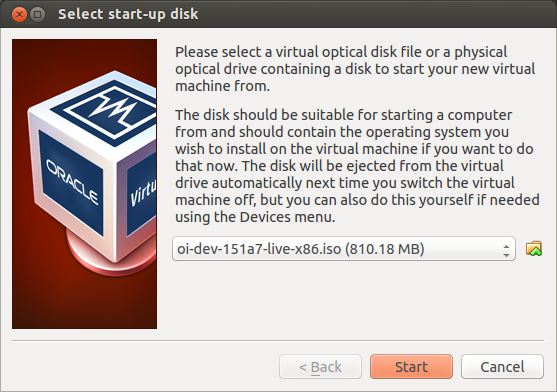 Select start-up disk
Please select a virtual optical disk file or a physical
optical drive containing a disk to start your new virtual
machine from.
The disk should be suitable for starting a computer
from and should contain the operating system you
wish to install on the virtual machine if you want to do
that now. The disk will be ejected from the virtual
drive automatically next time you switch the virtual
machine off, but you can also do this yourself if needed
using the Devices menu.
ORACLE
Virtu
oi-dev-151a7-live-x86.iso (810.18 MB)
< Back
Start
Cancel